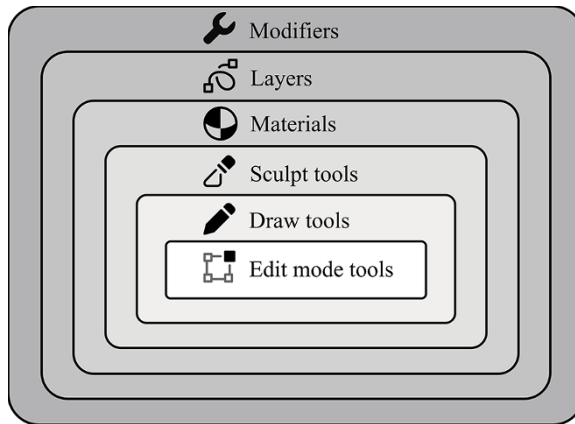 Modifiers
Layers
Materials
Sculpt tools
Draw tools
Edit mode tools